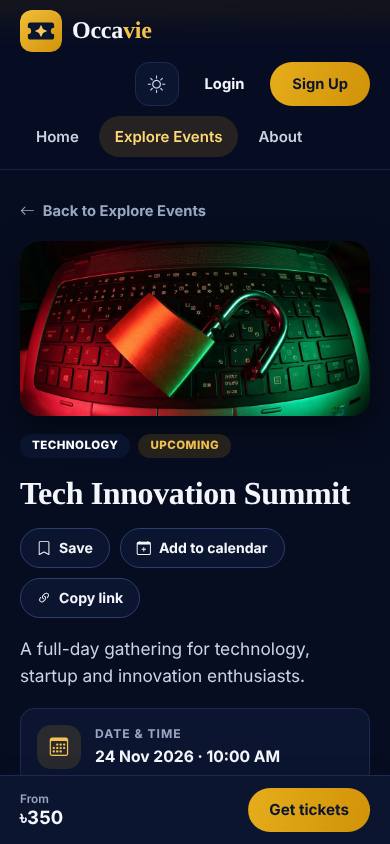 Occavie
Login
Sign Up
Home
Explore Events
About
Back to Explore Events
TECHNOLOGY
UPCOMING
Tech Innovation Summit
Save
Add to calendar
Copy link
A full-day gathering for technology,
startup and innovation enthusiasts.
DATE & TIME
24 Nov 2026 · 10:00 AM
From
৳350
Get tickets